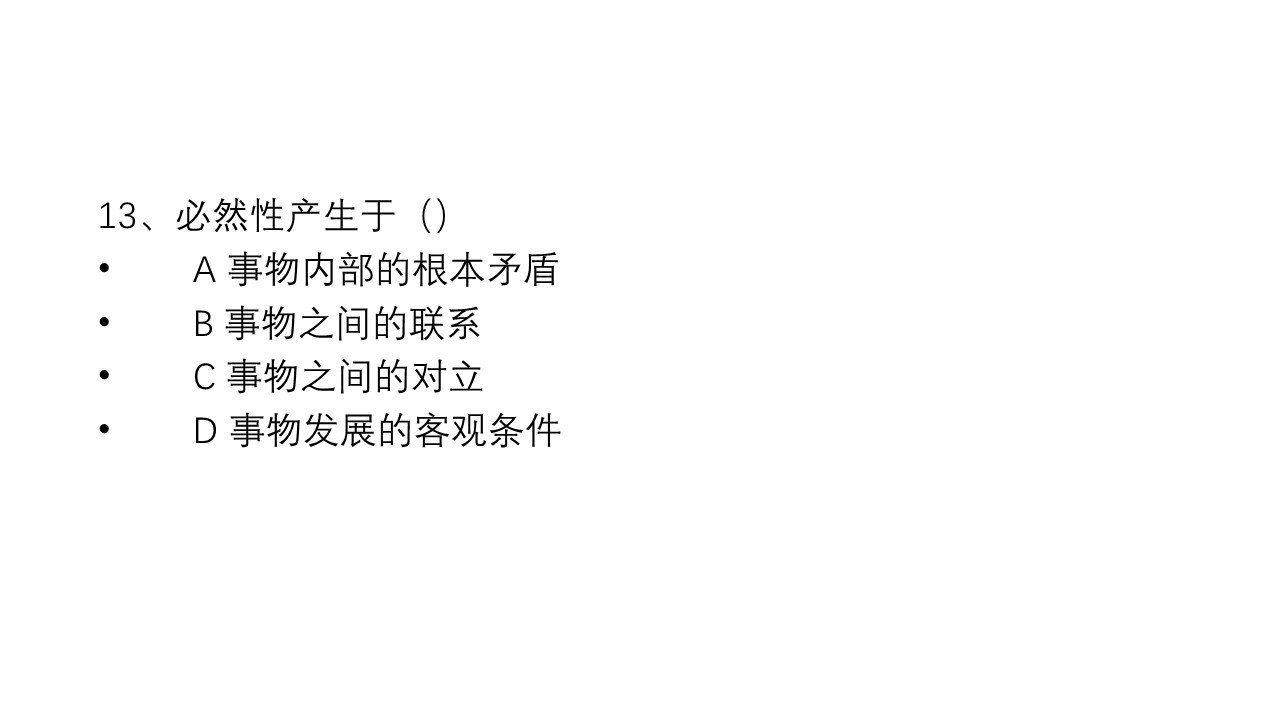 13、必然性产生于（）
• A 事物内部的根本矛盾
• B 事物之间的联系
• C 事物之间的对立
• D 事物发展的客观条件